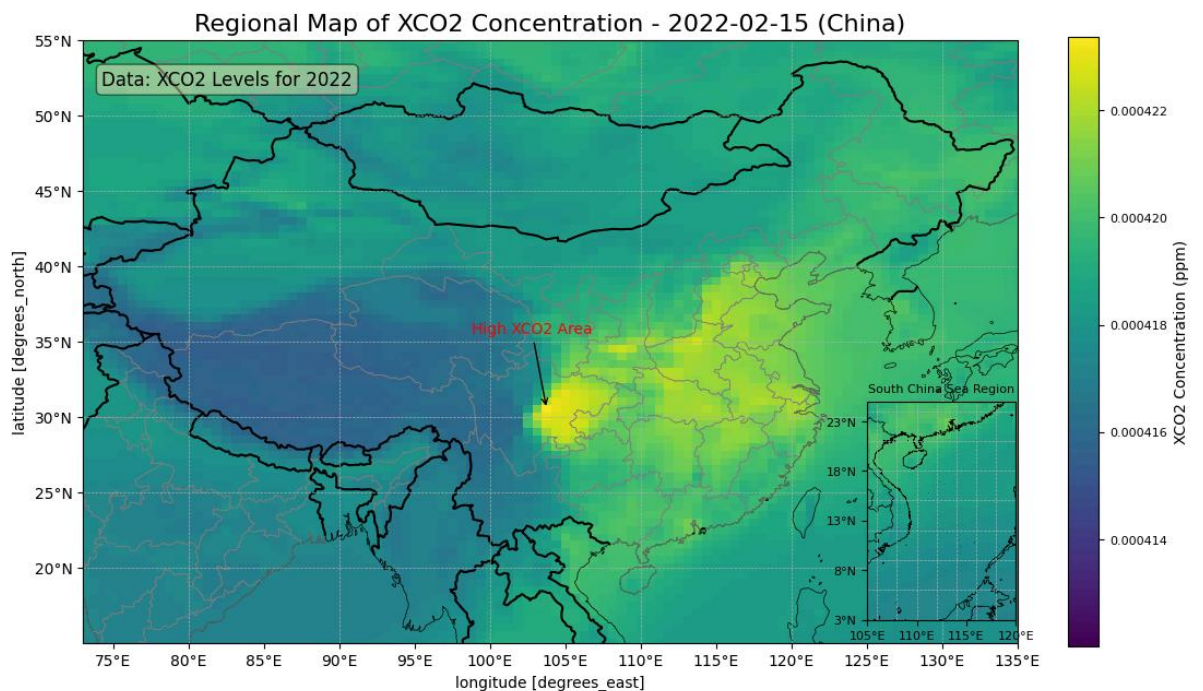 Regional Map of XCO2 Concentration - 2022-02-15 (China)
Data: XCO2 Levels for 2022
55°N
50°N
45°N
40°N
35°N
30°N
25°N
20°N
latitude [degrees_north]
High XCO2 Area
South China Sea Region
23°N
18°N
13°N
8°N
3°N
105°E 110°E 115°E 120°E
75°E 80°E 85°E 90°E 95°E 100°E 105°E 110°E 115°E 120°E 125°E 130°E 135°E
longitude [degrees_east]
0.000422
0.000420
0.000418
0.000416
0.000414
XCO2 Concentration (ppm)